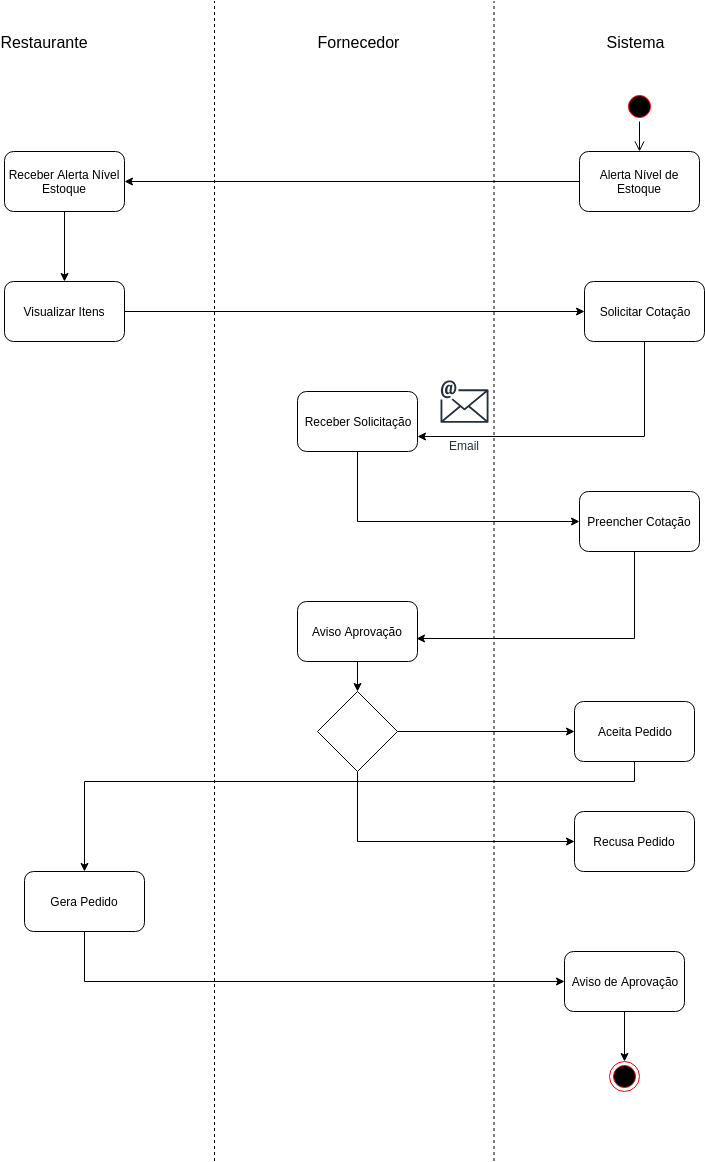 Restaurante
Fornecedor
Sistema
Receber Alerta Nível
Estoque
Alerta Nível de
Estoque
Visualizar Itens
Solicitar Cotação
Receber Solicitação
@
Email
Preencher Cotação
Aviso Aprovação
Aceita Pedido
Recusa Pedido
Gera Pedido
Aviso de Aprovação